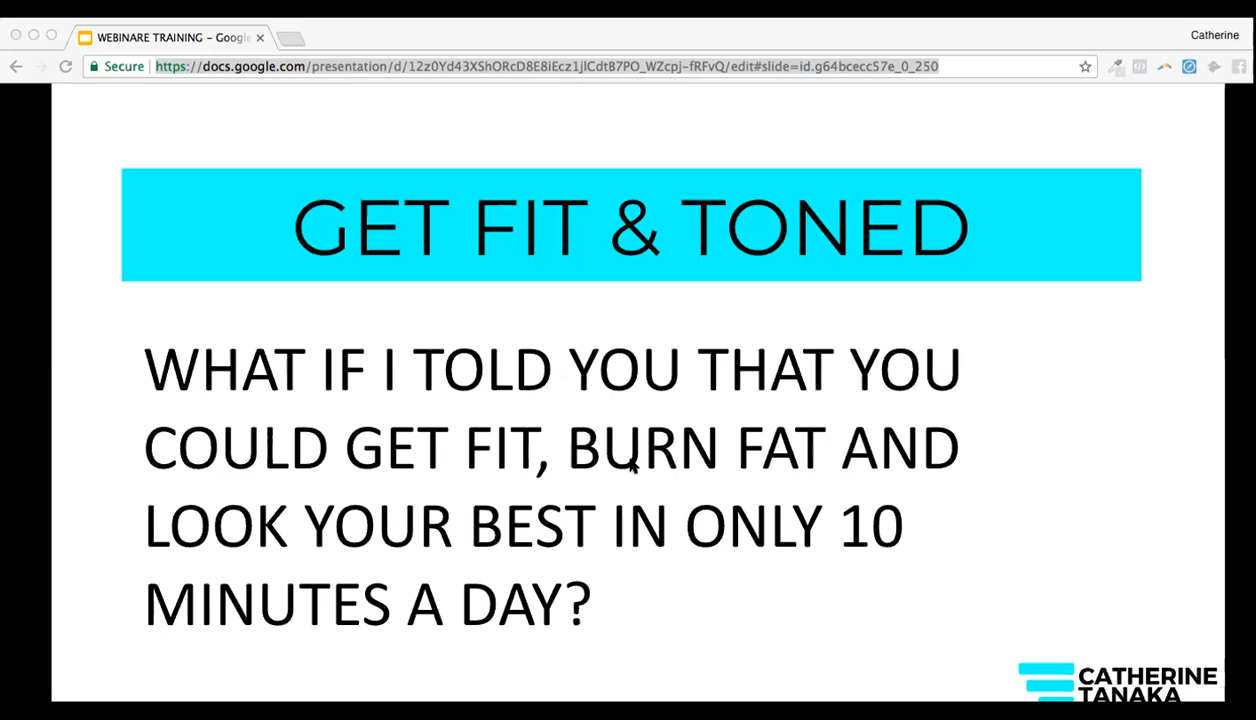 WEBINARE TRAINING – Google
Catherine
Secure
https://docs.google.com/presentation/d/12z0Yd43XShORcD8E8iEcz1jlCdtB7PO_WZcpj-fRFvQ/edit#slide=id.g64bcecc57e_0_250
GET FIT & TONED
WHAT IF I TOLD YOU THAT YOU
COULD GET FIT, BURN FAT AND
LOOK YOUR BEST IN ONLY 10
MINUTES A DAY?
CATHERINE
TANAKA